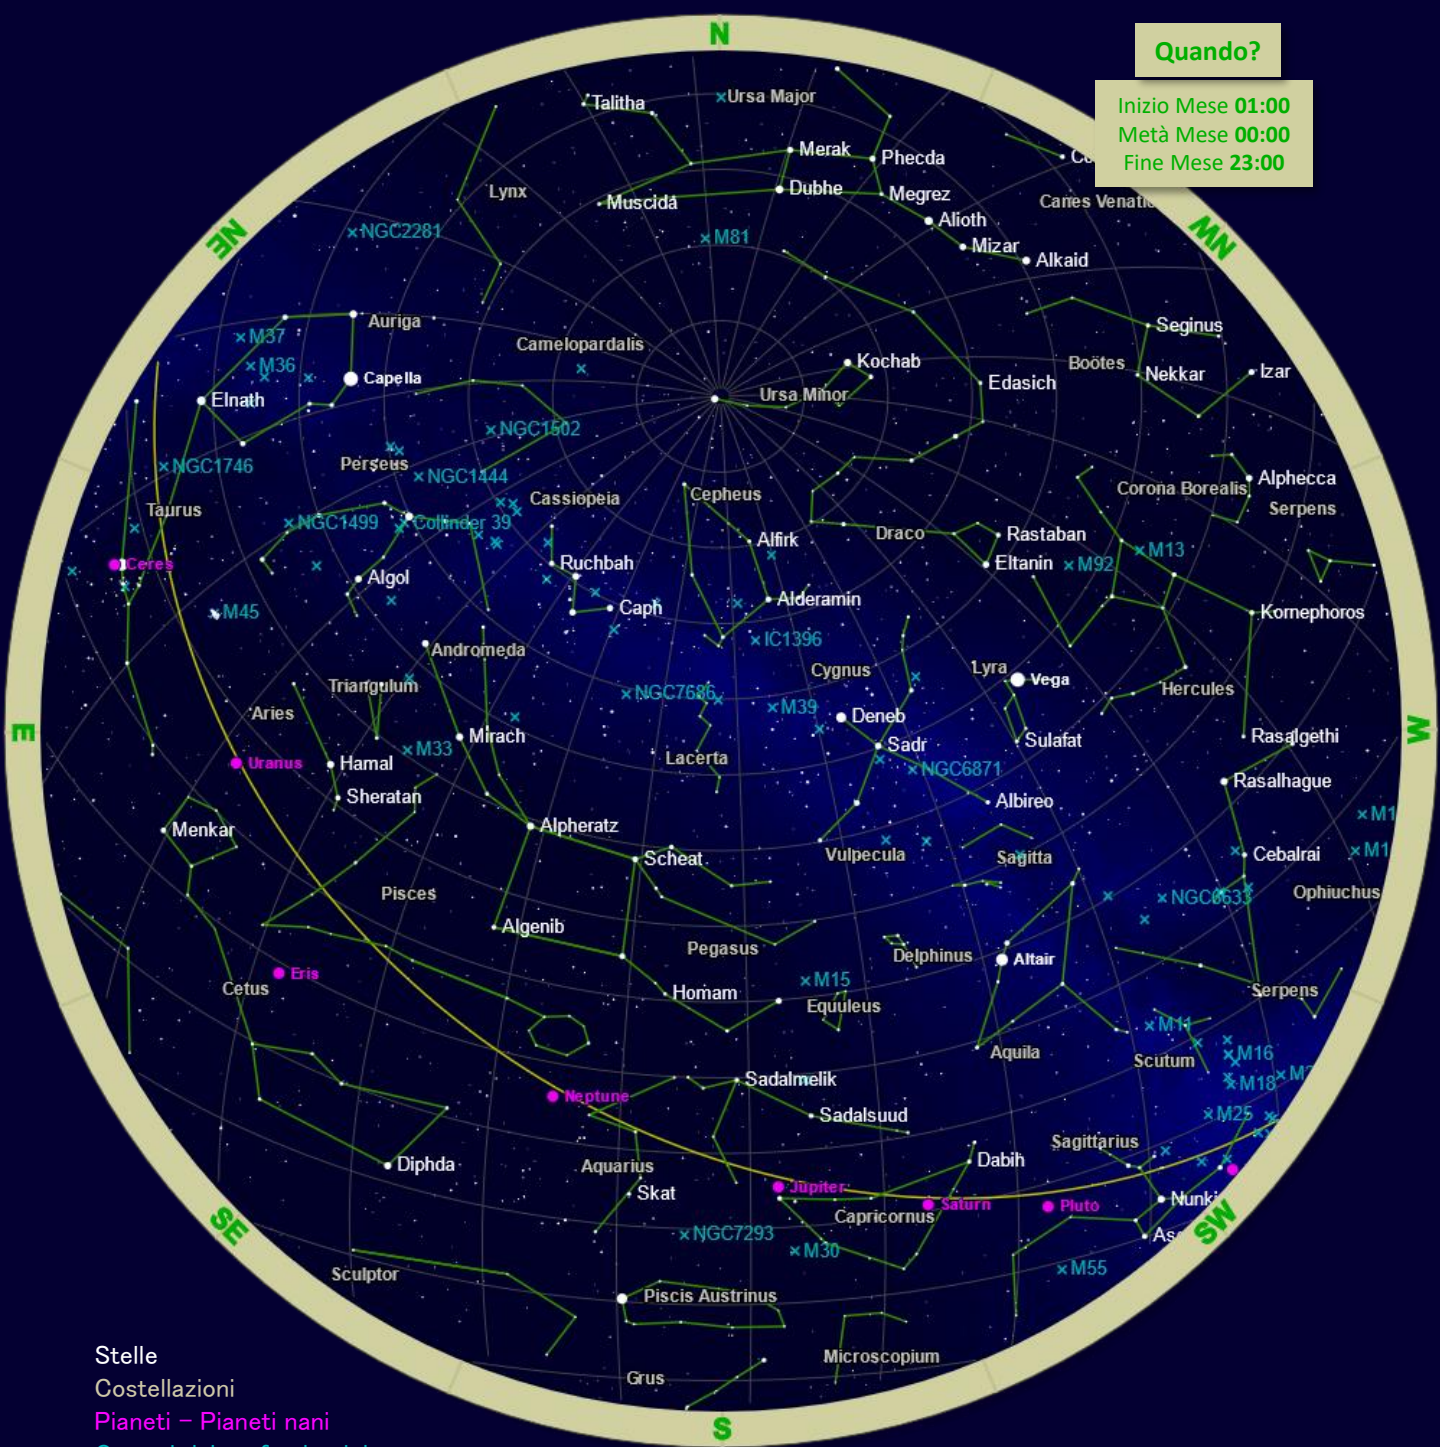 N
Quando?
Inizio Mese 01:00
Metà Mese 00:00
Fine Mese 23:00
Talitha
Ursa Major
Merak
Phecda
Dubhe
Megrez
Lynx
Muscida
Canes
Alioth
NGC2281
M81
Mizar
Alkaid
NE
NW
Auriga
Seginus
M37
Camelopardalis
M36
Kochab
Boötes
Nekkar
Izar
Capella
Edasich
Elnath
Ursa Minor
NGC1502
Perseus
NGC1746
NGC1444
Alphecca
Corona Borealis
Cassiopeia
Cepheus
Taurus
Serpens
NGC1499
Collinder 39
Draco
Rastaban
Alfirk
M13
Ceres
Ruchbah
Eltanin
M92
Algol
Caph
Alderamin
M45
Kornephoros
IC1396
Andromeda
Cygnus
Lyra
Vega
Triangulum
Hercules
NGC7686
M39
Aries
Deneb
E
Mirach
Sulafat
Rasalgethi
W
M33
Sadr
Lacerta
Uranus
Hamal
NGC6871
Rasalhague
Sheratan
Albireo
Menkar
Alpheratz
Scheat
Vulpecula
Sagitta
Cebalrai
Pisces
NGC6633
Ophiuchus
Algenib
Pegasus
Delphinus
Altair
Eris
M15
Cetus
Homam
Equuleus
Serpens
M11
Aquila
Scutum
M16
Sadalmelik
M18
Neptune
Sadalsuud
M25
Sagittarius
Diphda
Aquarius
Dabih
Skat
Jupiter
Nunki
Capricornus
Saturn
Pluto
SE
SW
NGC7293
M30
M55
Sculptor
Piscis Austrinus
Microscopium
Grus
S
Stelle
Costellazioni
Pianeti – Pianeti nani